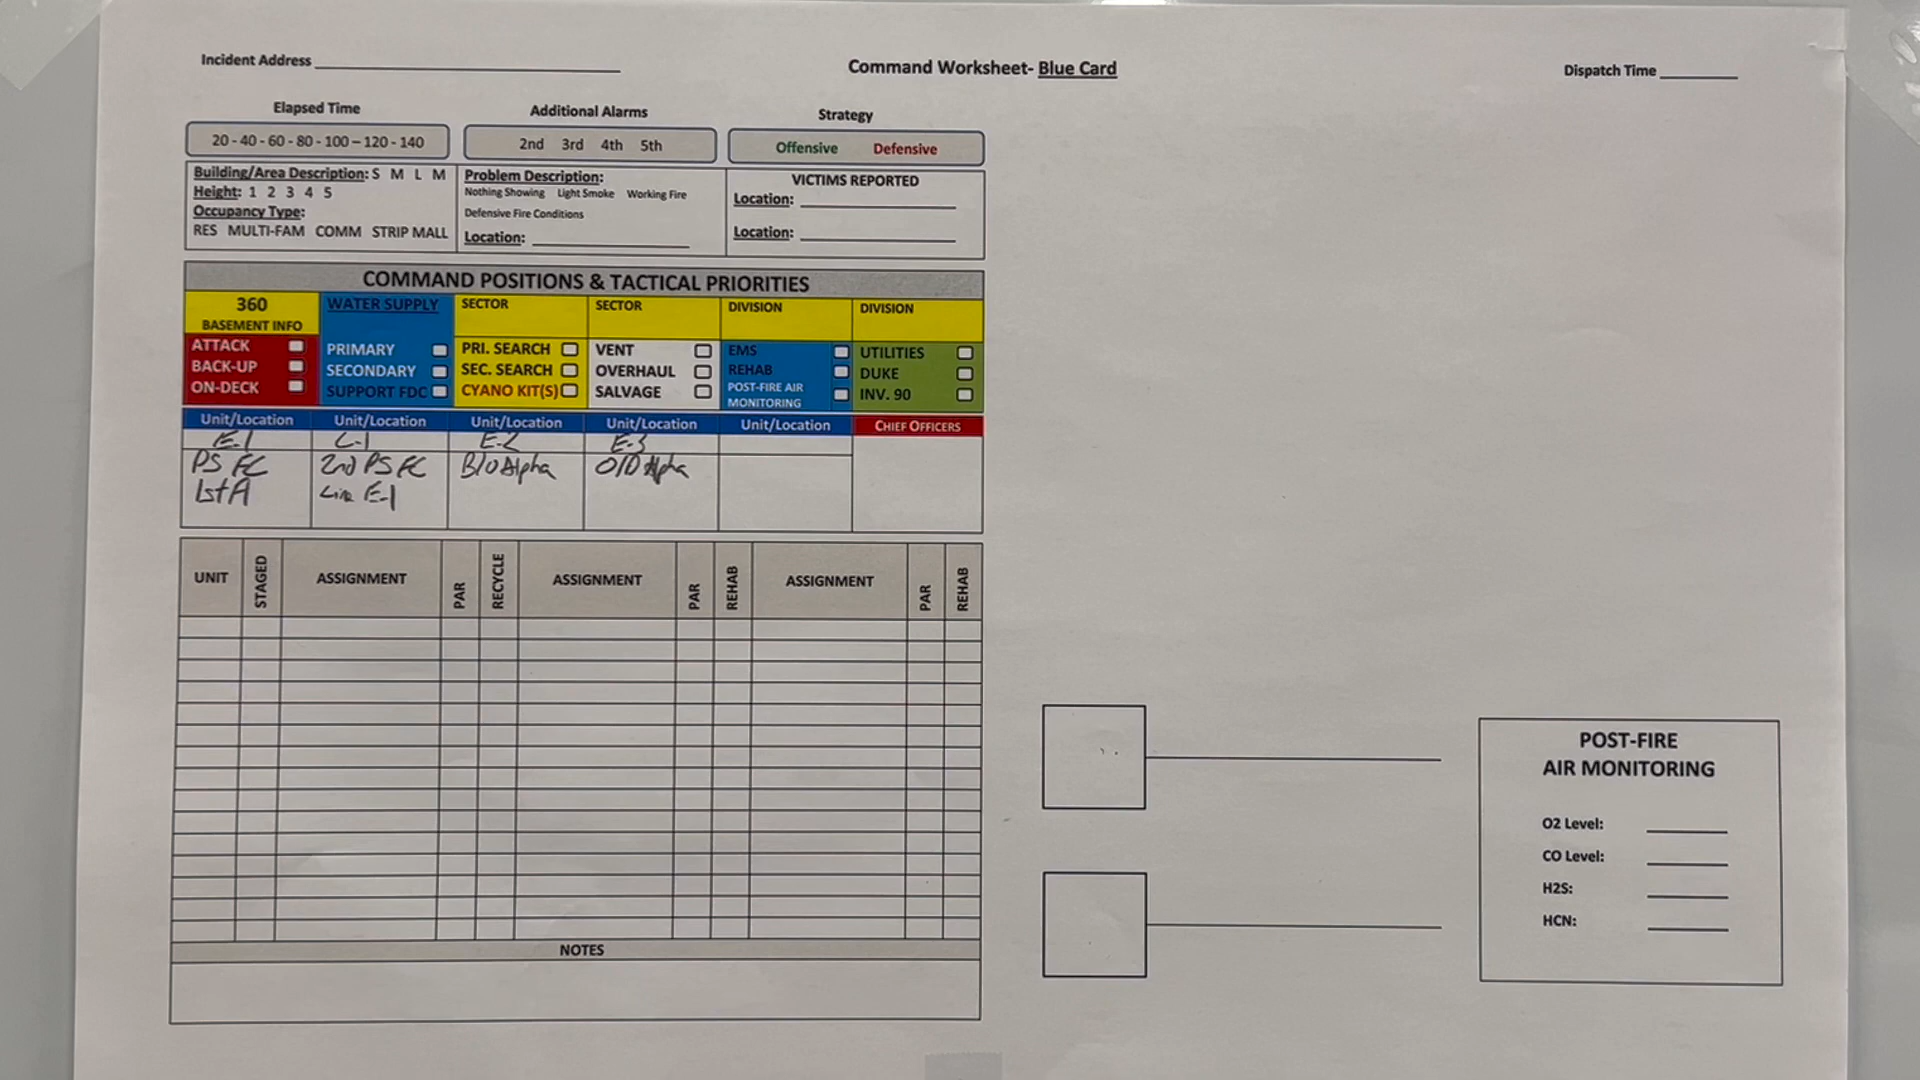 Incident Address
Command Worksheet- Blue Card
Dispatch Time
Elapsed Time
Additional Alarms
Strategy
20 - 40 - 60 - 80 - 100 – 120 - 140
2nd 3rd 4th 5th
Offensive Defensive
Building/Area Description: S M L M
Height: 1 2 3 4 5
Occupancy Type:
RES MULTI-FAM COMM STRIP MALL
Problem Description:
Nothing Showing Light Smoke Working Fire
Defensive Fire Conditions
Location:
VICTIMS REPORTED
Location:
Location:
COMMAND POSITIONS & TACTICAL PRIORITIES
360
BASEMENT INFO
WATER SUPPLY
SECTOR
SECTOR
DIVISION
DIVISION
ATTACK
BACK-UP
ON-DECK
PRIMARY
SECONDARY
SUPPORT FDC
PRI. SEARCH
SEC. SEARCH
CYANO KIT(S)
VENT
OVERHAUL
SALVAGE
EMS
REHAB
POST-FIRE AIR
MONITORING
UTILITIES
DUKE
INV. 90
Unit/Location Unit/Location Unit/Location Unit/Location Unit/Location CHIEF OFFICERS
E-1 L-1 E-2 E-3
PS FC
1st A
2nd PS FC
Line E-1
B/U Alpha
O/D Alpha
UNIT STAGED ASSIGNMENT PAR RECYCLE ASSIGNMENT PAR REHAB ASSIGNMENT PAR REHAB
NOTES
POST-FIRE
AIR MONITORING
O2 Level:
CO Level:
H2S:
HCN: